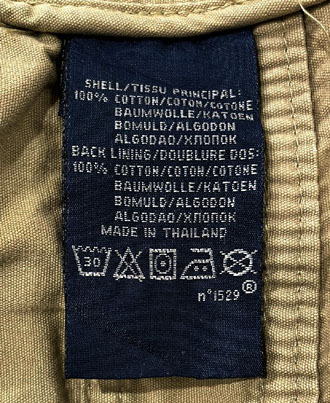 SHELL/TISSU PRINCIPAL:
100% COTTON/COTON/COTONE
BAUMWOLLE/KATOEN
BOMULD/ALGODON
ALGODAO/ХЛОПОК
BACK LINING/DOUBLURE DOS:
100% COTTON/COTON/COTONE
BAUMWOLLE/KATOEN
BOMULD/ALGODON
ALGODAO/ХЛОПОК
MADE IN THAILAND
30
n°1529 ®